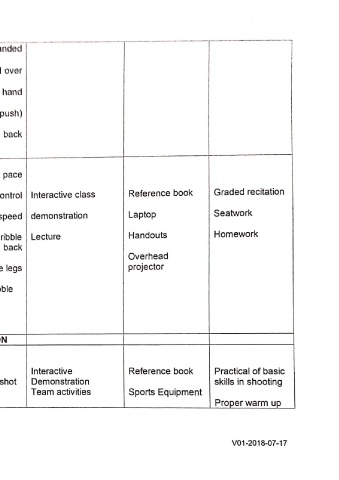 anded
over
hand
push)
back
pace
ontrol Interactive class Reference book Graded recitation
speed demonstration Laptop Seatwork
ribble Lecture Handouts Homework
back
Overhead
projector
e legs
ble
ON
Interactive Reference book Practical of basic
shot Demonstration skills in shooting
Team activities Sports Equipment
Proper warm up
V01-2018-07-17